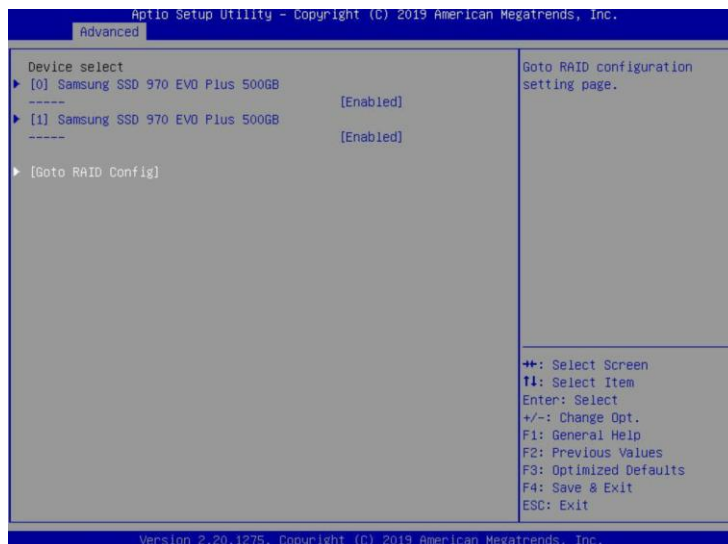 Aptio Setup Utility – Copyright (C) 2019 American Megatrends, Inc.
Advanced
Device select
[0] Samsung SSD 970 EVO Plus 500GB
----- [Enabled]
[1] Samsung SSD 970 EVO Plus 500GB
----- [Enabled]
[Goto RAID Config]
Goto RAID configuration
setting page.
→←: Select Screen
↑↓: Select Item
Enter: Select
+/-: Change Opt.
F1: General Help
F2: Previous Values
F3: Optimized Defaults
F4: Save & Exit
ESC: Exit
Version 2.20.1275. Copyright (C) 2019 American Megatrends, Inc.